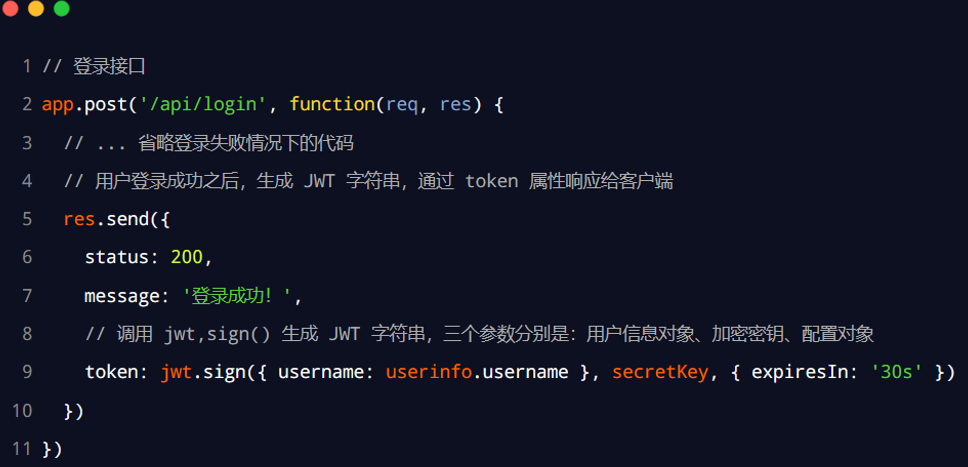 1 // 登录接口
2 app.post('/api/login', function(req, res) {
3   // ... 省略登录失败情况下的代码
4   // 用户登录成功之后，生成 JWT 字符串，通过 token 属性响应给客户端
5   res.send({
6     status: 200,
7     message: '登录成功！',
8     // 调用 jwt,sign() 生成 JWT 字符串，三个参数分别是：用户信息对象、加密密钥、配置对象
9     token: jwt.sign({ username: userinfo.username }, secretKey, { expiresIn: '30s' })
10   })
11 })